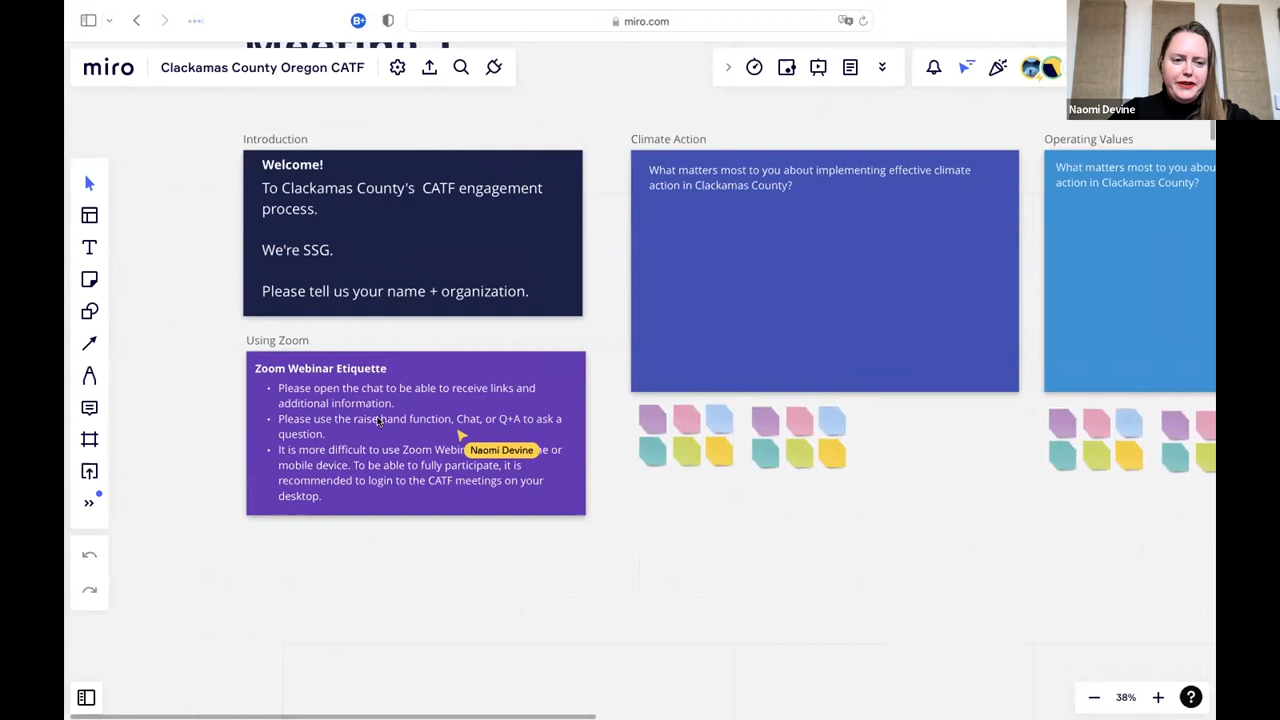 miro.com
Meeting 1
miro
Clackamas County Oregon CATF
Naomi Devine
Introduction
Welcome!
To Clackamas County's CATF engagement
process.
We're SSG.
Please tell us your name + organization.
Climate Action
What matters most to you about implementing effective climate
action in Clackamas County?
Operating Values
What matters most to you abou
action in Clackamas County?
Using Zoom
Zoom Webinar Etiquette
• Please open the chat to be able to receive links and
additional information.
• Please use the raise hand function, Chat, or Q+A to ask a
question.
• It is more difficult to use Zoom Webin e or
mobile device. To be able to fully participate, it is
recommended to login to the CATF meetings on your
desktop.
Naomi Devine
38%